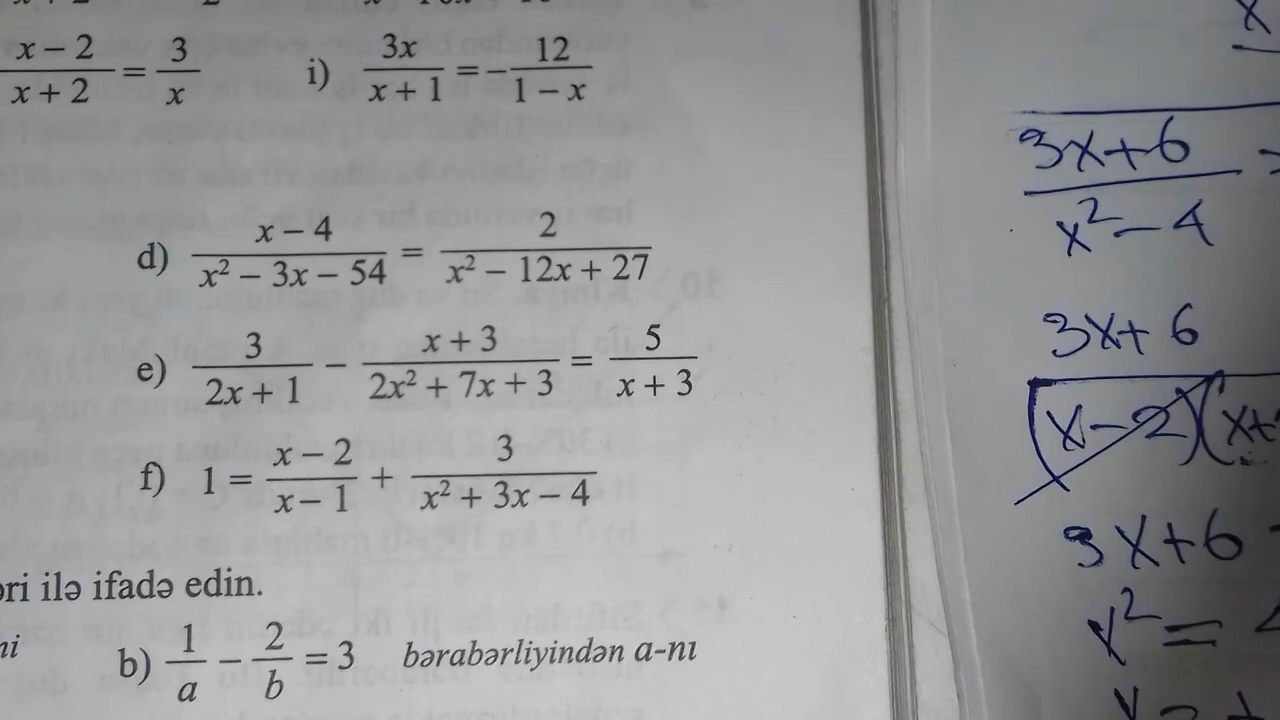 x − 2 / x + 2 = 3 / x i) 3x / x + 1 = − 12 / 1 − x
d) x − 4 / x² − 3x − 54 = 2 / x² − 12x + 27
e) 3 / 2x + 1 − x + 3 / 2x² + 7x + 3 = 5 / x + 3
f) 1 = x − 2 / x − 1 + 3 / x² + 3x − 4
ri ilə ifadə edin.
b) 1 / a − 2 / b = 3 bərabərliyindən a-nı
3x+6 / x² − 4
3x+6
(x−2)(x+
3x+6
x² =